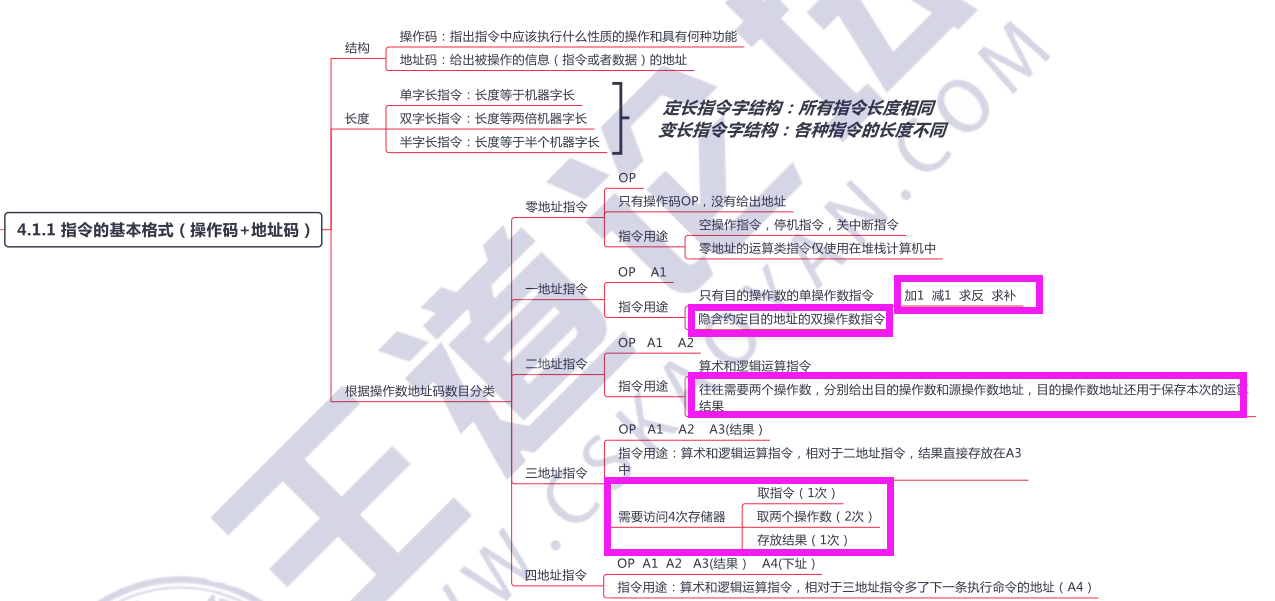 结构
操作码：指出指令中应该执行什么性质的操作和具有何种功能
地址码：给出被操作的信息（指令或者数据）的地址
长度
单字长指令：长度等于机器字长
双字长指令：长度等于两倍机器字长
半字长指令：长度等于半个机器字长
定长指令字结构：所有指令长度相同
变长指令字结构：各种指令的长度不同
4.1.1 指令的基本格式（操作码+地址码）
根据操作数地址码数目分类
零地址指令
OP
只有操作码OP，没有给出地址
指令用途
空操作指令，停机指令，关中断指令
零地址的运算类指令仅使用在堆栈计算机中
一地址指令
OP A1
指令用途
只有目的操作数的单操作数指令
加1 减1 求反 求补
隐含约定目的地址的双操作数指令
二地址指令
OP A1 A2
指令用途
算术和逻辑运算指令
往往需要两个操作数，分别给出目的操作数和源操作数地址，目的操作数地址还用于保存本次的运算
结果
三地址指令
OP A1 A2 A3(结果）
指令用途：算术和逻辑运算指令，相对于二地址指令，结果直接存放在A3
中
需要访问4次存储器
取指令（1次）
取两个操作数（2次）
存放结果（1次）
四地址指令
OP A1 A2 A3(结果） A4(下址）
指令用途：算术和逻辑运算指令，相对于三地址指令多了下一条执行命令的地址（A4）
王道论坛
WWW.CSKAOYAN.COM